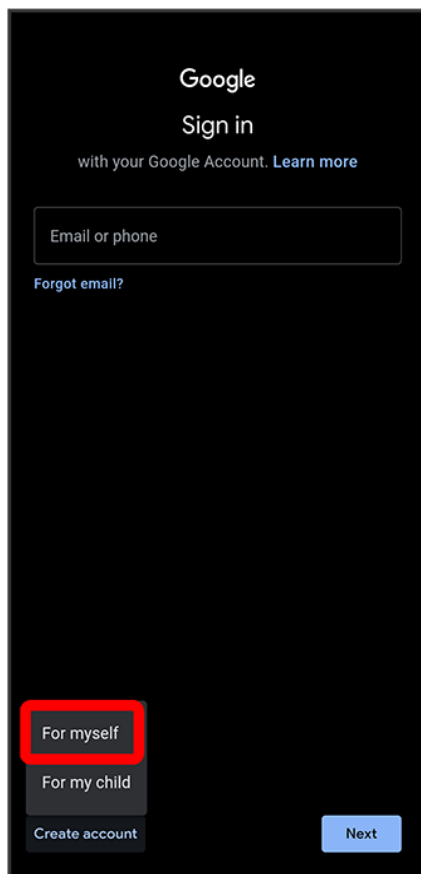 Google
Sign in
with your Google Account. Learn more
Email or phone
Forgot email?
For myself
For my child
Create account
Next